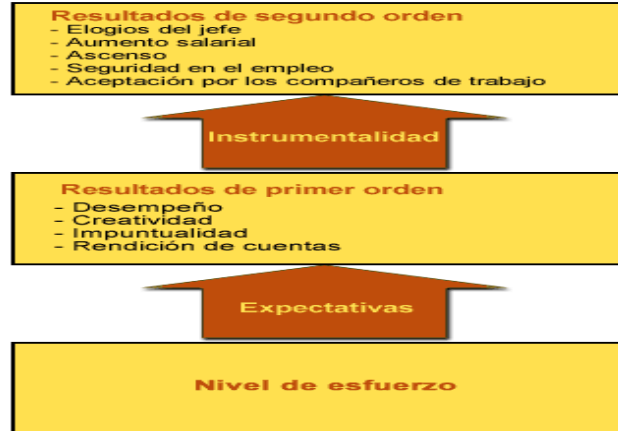 Resultados de segundo orden
- Elogios del jefe
- Aumento salarial
- Ascenso
- Seguridad en el empleo
- Aceptación por los compañeros de trabajo
Instrumentalidad
Resultados de primer orden
- Desempeño
- Creatividad
- Impuntualidad
- Rendición de cuentas
Expectativas
Nivel de esfuerzo